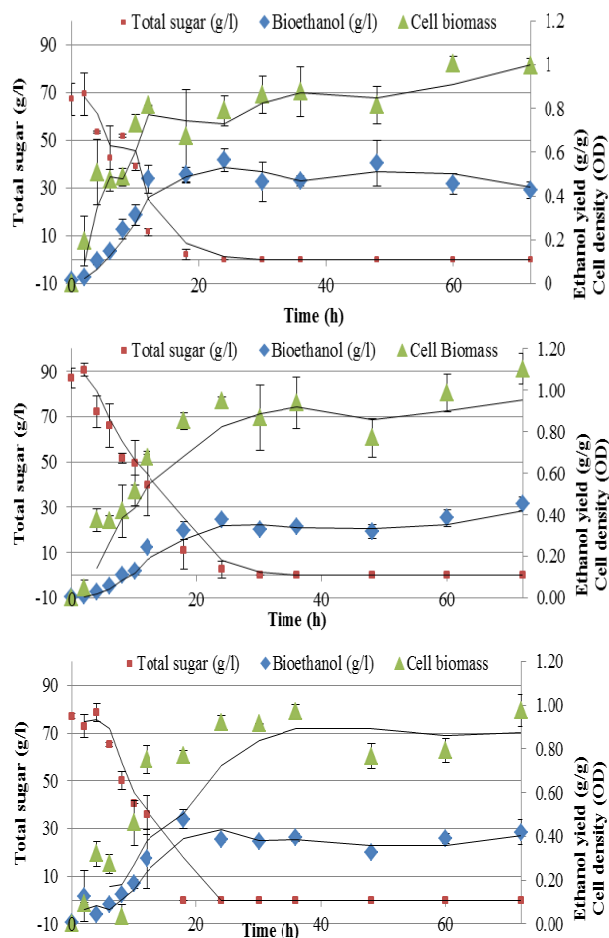 Total sugar (g/l) Bioethanol (g/l) Cell biomass
90 70 50 30 10 -10
1.2 1 0.8 0.6 0.4 0.2 0
0 20 40 60
Total sugar (g/l)
Time (h)
Ethanol yield (g/g)
Cell density (OD)
Total sugar (g/l) Bioethanol (g/l) Cell Biomass
90 70 50 30 10 -10
1.20 1.00 0.80 0.60 0.40 0.20 0.00
0 20 40 60
Total sugar (g/l)
Time (h)
Ethanol yield (g/g)
Cell density (OD)
Total sugar (g/l) Bioethanol (g/l) Cell biomass
90 70 50 30 10 -10
1.20 1.00 0.80 0.60 0.40 0.20 0.00
0 20 40 60
Total sugar (g/l)
Time (h)
Ethanol yield (g/g)
Cell density (OD)